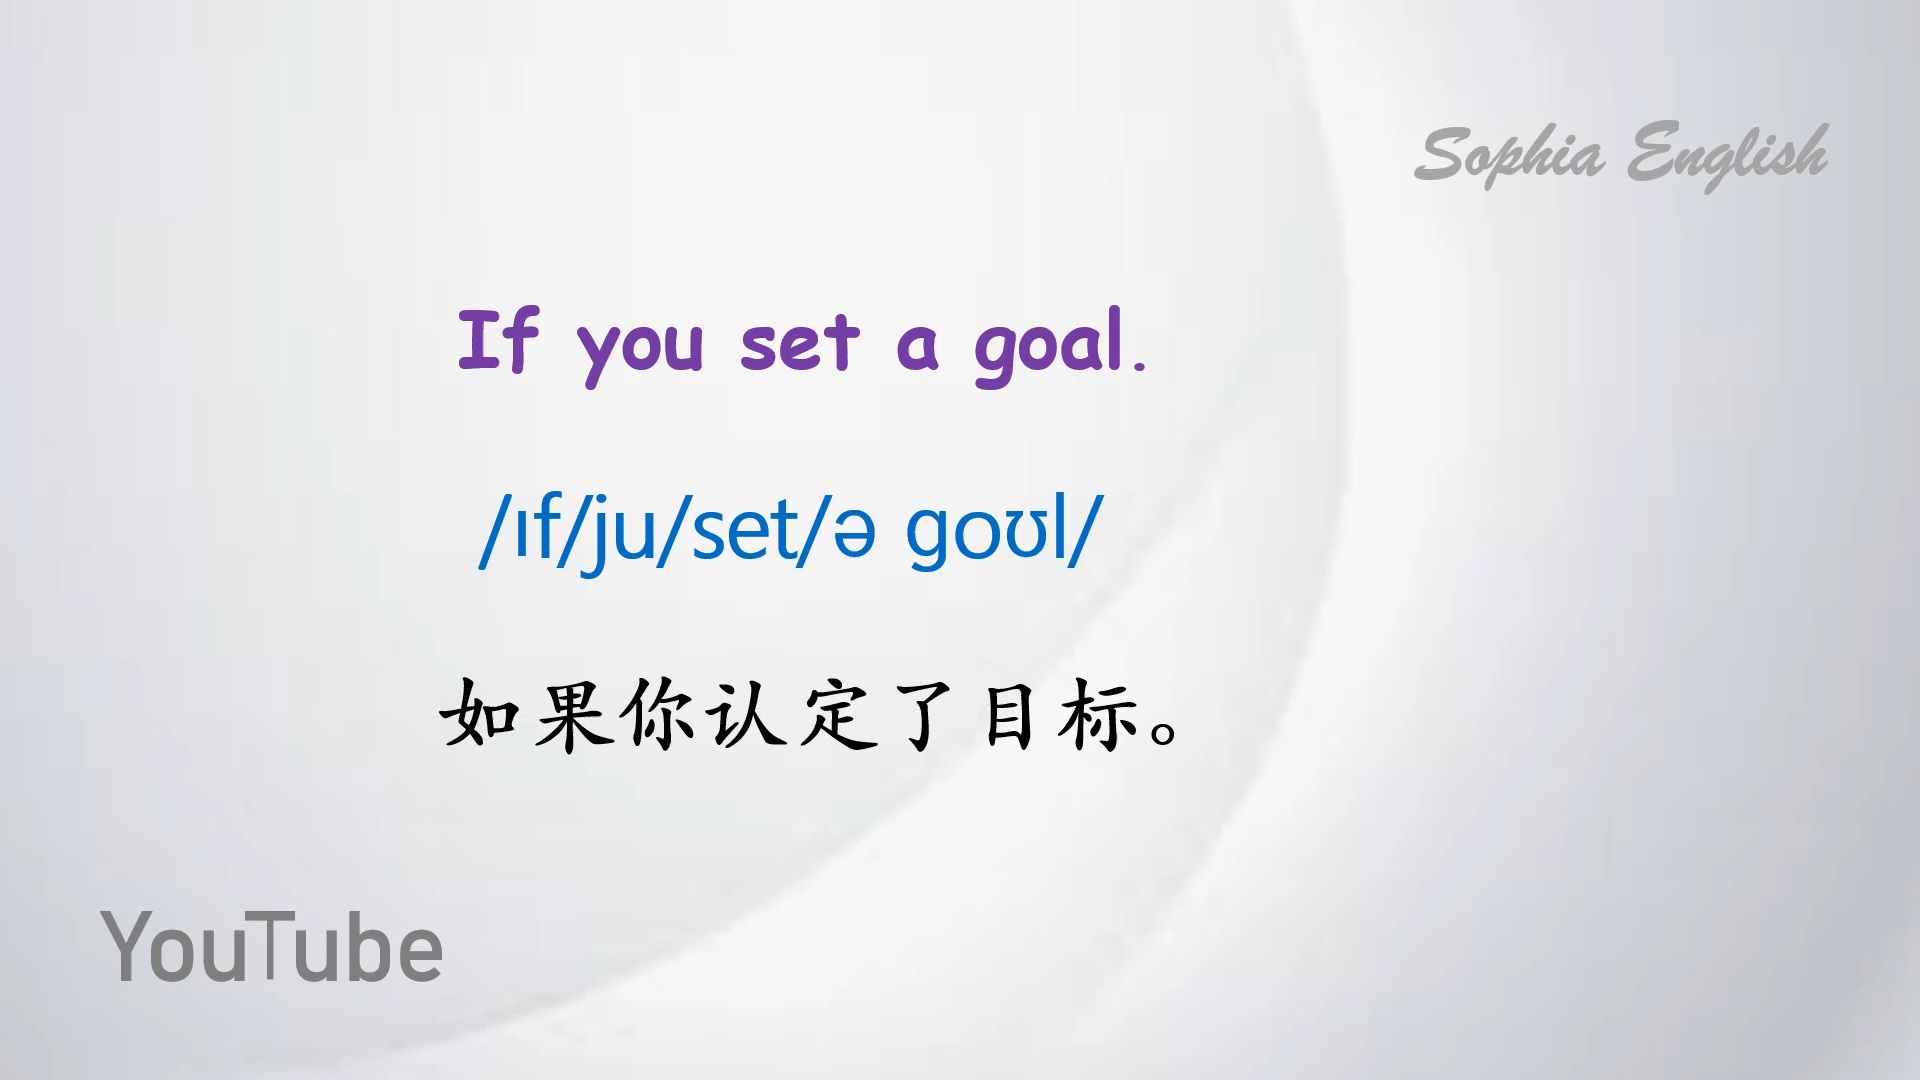 Sophia English
If you set a goal.
/ɪf/ju/set/ə goʊl/
如果你认定了目标。
YouTube